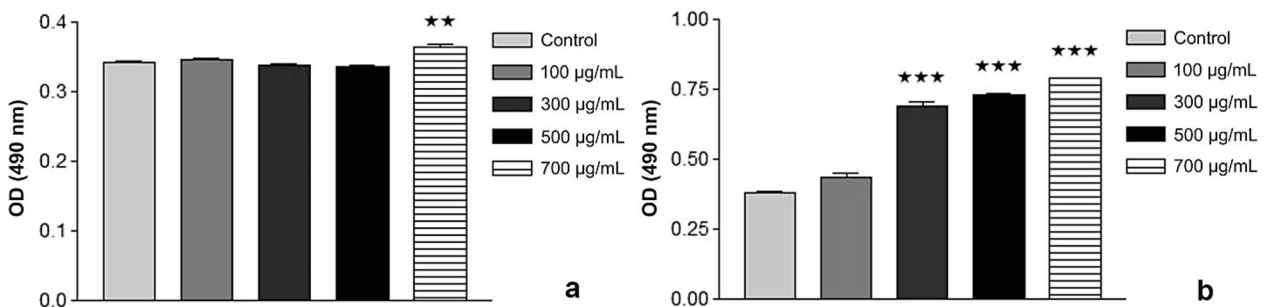 OD (490 nm)
0.4
0.3
0.2
0.1
0.0
★★
Control
100 µg/mL
300 µg/mL
500 µg/mL
700 µg/mL
a
OD (490 nm)
1.00
0.75
0.50
0.25
0.00
★★★
★★★
★★★
Control
100 µg/mL
300 µg/mL
500 µg/mL
700 µg/mL
b